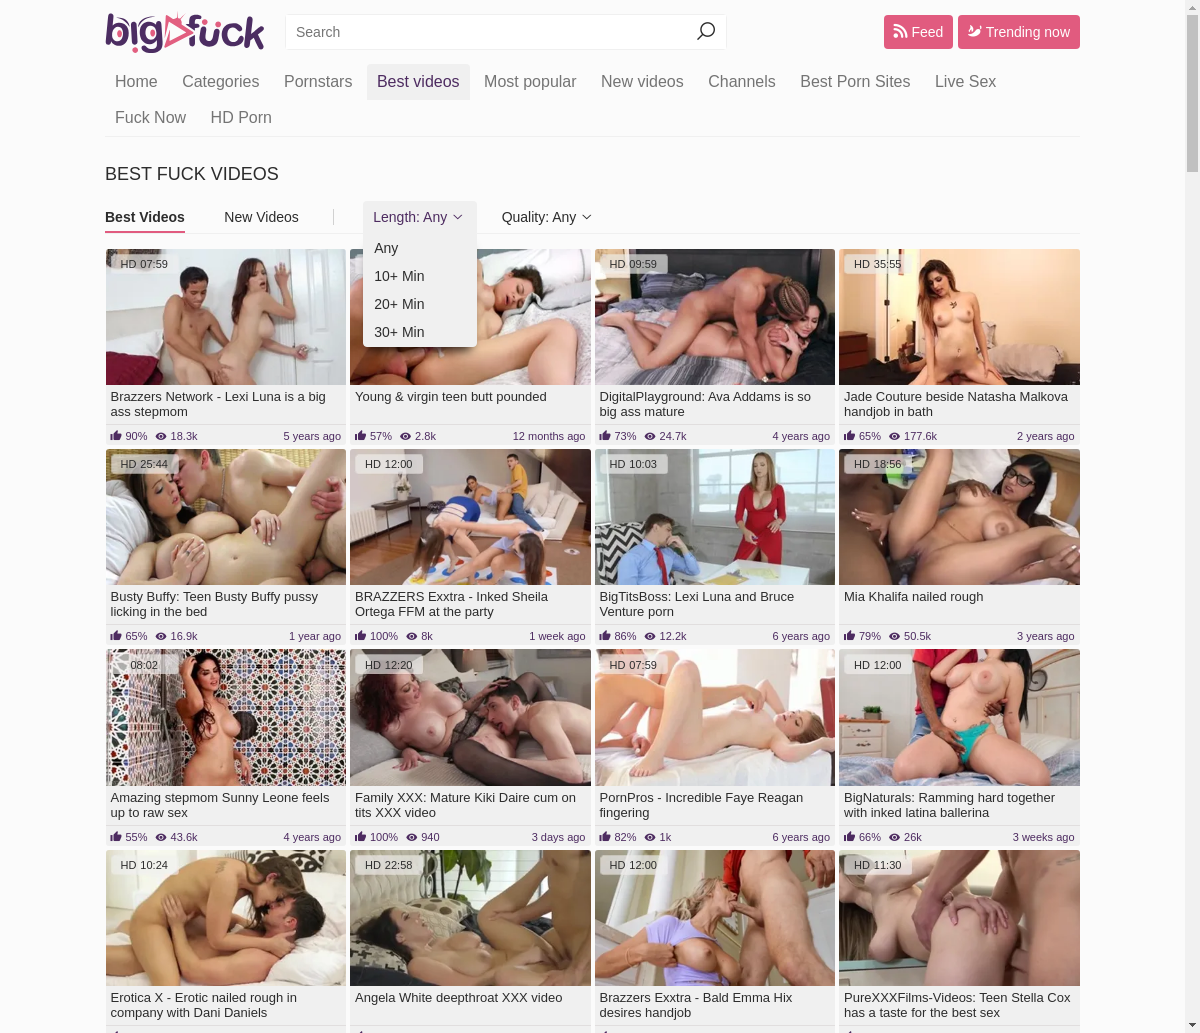 bigfuck
Search
Feed
Trending now
Home Categories Pornstars Best videos Most popular New videos Channels Best Porn Sites Live Sex
Fuck Now HD Porn
BEST FUCK VIDEOS
Best Videos New Videos Length: Any Quality: Any
Any
10+ Min
20+ Min
30+ Min
HD 07:59
HD 09:59
HD 35:55
Brazzers Network - Lexi Luna is a big
ass stepmom
90% 18.3k 5 years ago
Young & virgin teen butt pounded
57% 2.8k 12 months ago
DigitalPlayground: Ava Addams is so
big ass mature
73% 24.7k 4 years ago
Jade Couture beside Natasha Malkova
handjob in bath
65% 177.6k 2 years ago
HD 25:44
HD 12:00
HD 10:03
HD 18:56
Busty Buffy: Teen Busty Buffy pussy
licking in the bed
65% 16.9k 1 year ago
BRAZZERS Exxtra - Inked Sheila
Ortega FFM at the party
100% 8k 1 week ago
BigTitsBoss: Lexi Luna and Bruce
Venture porn
86% 12.2k 6 years ago
Mia Khalifa nailed rough
79% 50.5k 3 years ago
08:02
HD 12:20
HD 07:59
HD 12:00
Amazing stepmom Sunny Leone feels
up to raw sex
55% 43.6k 4 years ago
Family XXX: Mature Kiki Daire cum on
tits XXX video
100% 940 3 days ago
PornPros - Incredible Faye Reagan
fingering
82% 1k 6 years ago
BigNaturals: Ramming hard together
with inked latina ballerina
66% 26k 3 weeks ago
HD 10:24
HD 22:58
HD 12:00
HD 11:30
Erotica X - Erotic nailed rough in
company with Dani Daniels
Angela White deepthroat XXX video
Brazzers Exxtra - Bald Emma Hix
desires handjob
PureXXXFilms-Videos: Teen Stella Cox
has a taste for the best sex